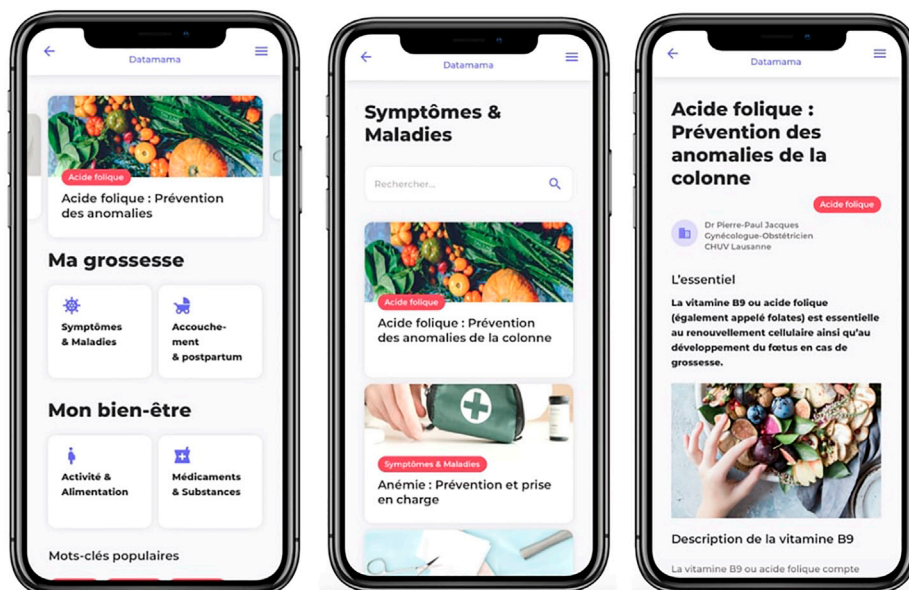 Datamama
Acide folique
Acide folique : Prévention
des anomalies
Ma grossesse
Symptômes
& Maladies
Accouche-
ment
& postpartum
Mon bien-être
Activité &
Alimentation
Médicaments
& Substances
Mots-clés populaires
Datamama
Symptômes &
Maladies
Rechercher...
Acide folique
Acide folique : Prévention
des anomalies de la colonne
Symptômes & Maladies
Anémie : Prévention et prise
en charge
Datamama
Acide folique :
Prévention des
anomalies de la
colonne
Acide folique
Dr Pierre-Paul Jacques
Gynécologue-Obstétricien
CHUV Lausanne
L'essentiel
La vitamine B9 ou acide folique
(également appelé folates) est essentielle
au renouvellement cellulaire ainsi qu'au
développement du fœtus en cas de
grossesse.
Description de la vitamine B9
La vitamine B9 ou acide folique compte